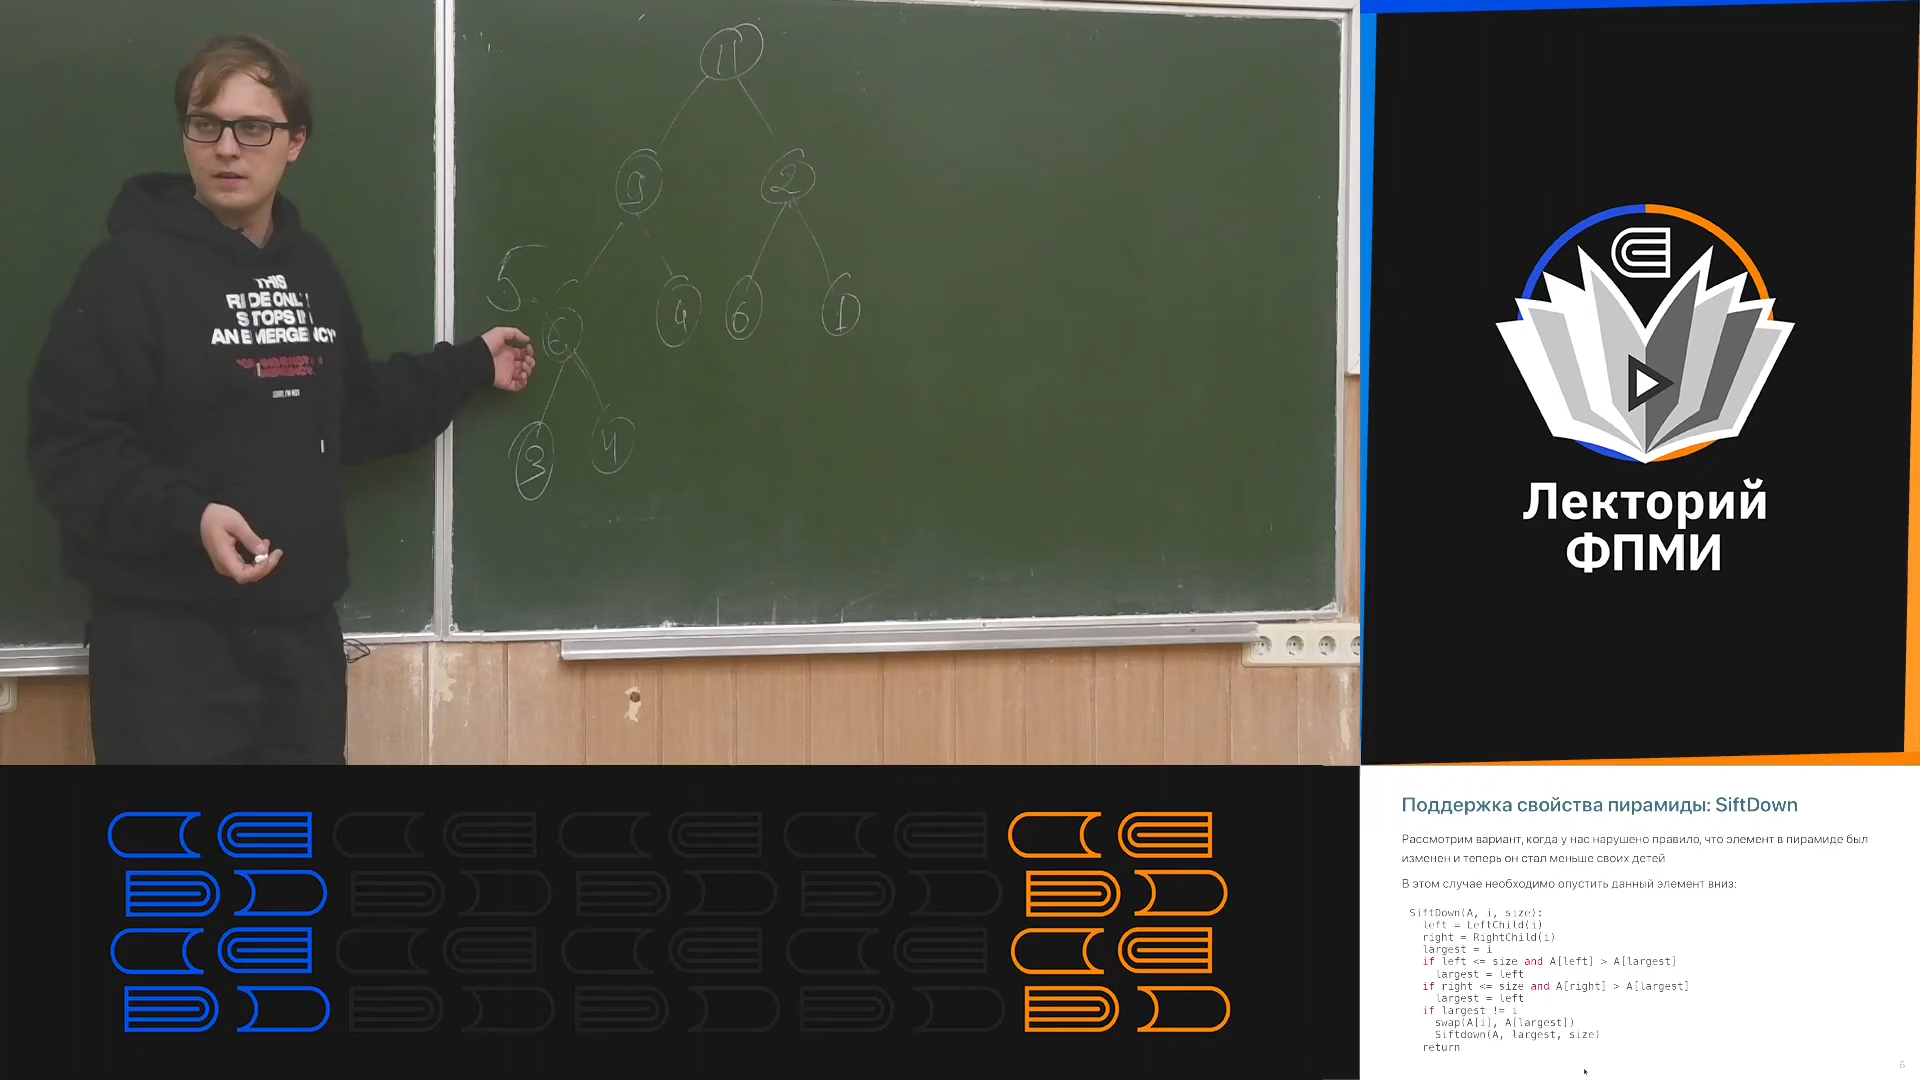 11
9
2
5
6
4
6
1
3
4
THIS
RIDE ONLY
STOPS IN
AN EMERGENCY
Лекторий
ФПМИ
Поддержка свойства пирамиды: SiftDown
Рассмотрим вариант, когда у нас нарушено правило, что элемент в пирамиде был
изменен и теперь он стал меньше своих детей
В этом случае необходимо опустить данный элемент вниз:
SiftDown(A, i, size):
left = LeftChild(i)
right = RightChild(i)
largest = i
if left <= size and A[left] > A[largest]
largest = left
if right <= size and A[right] > A[largest]
largest = left
if largest != i
swap(A[i], A[largest])
Siftdown(A, largest, size)
return
6